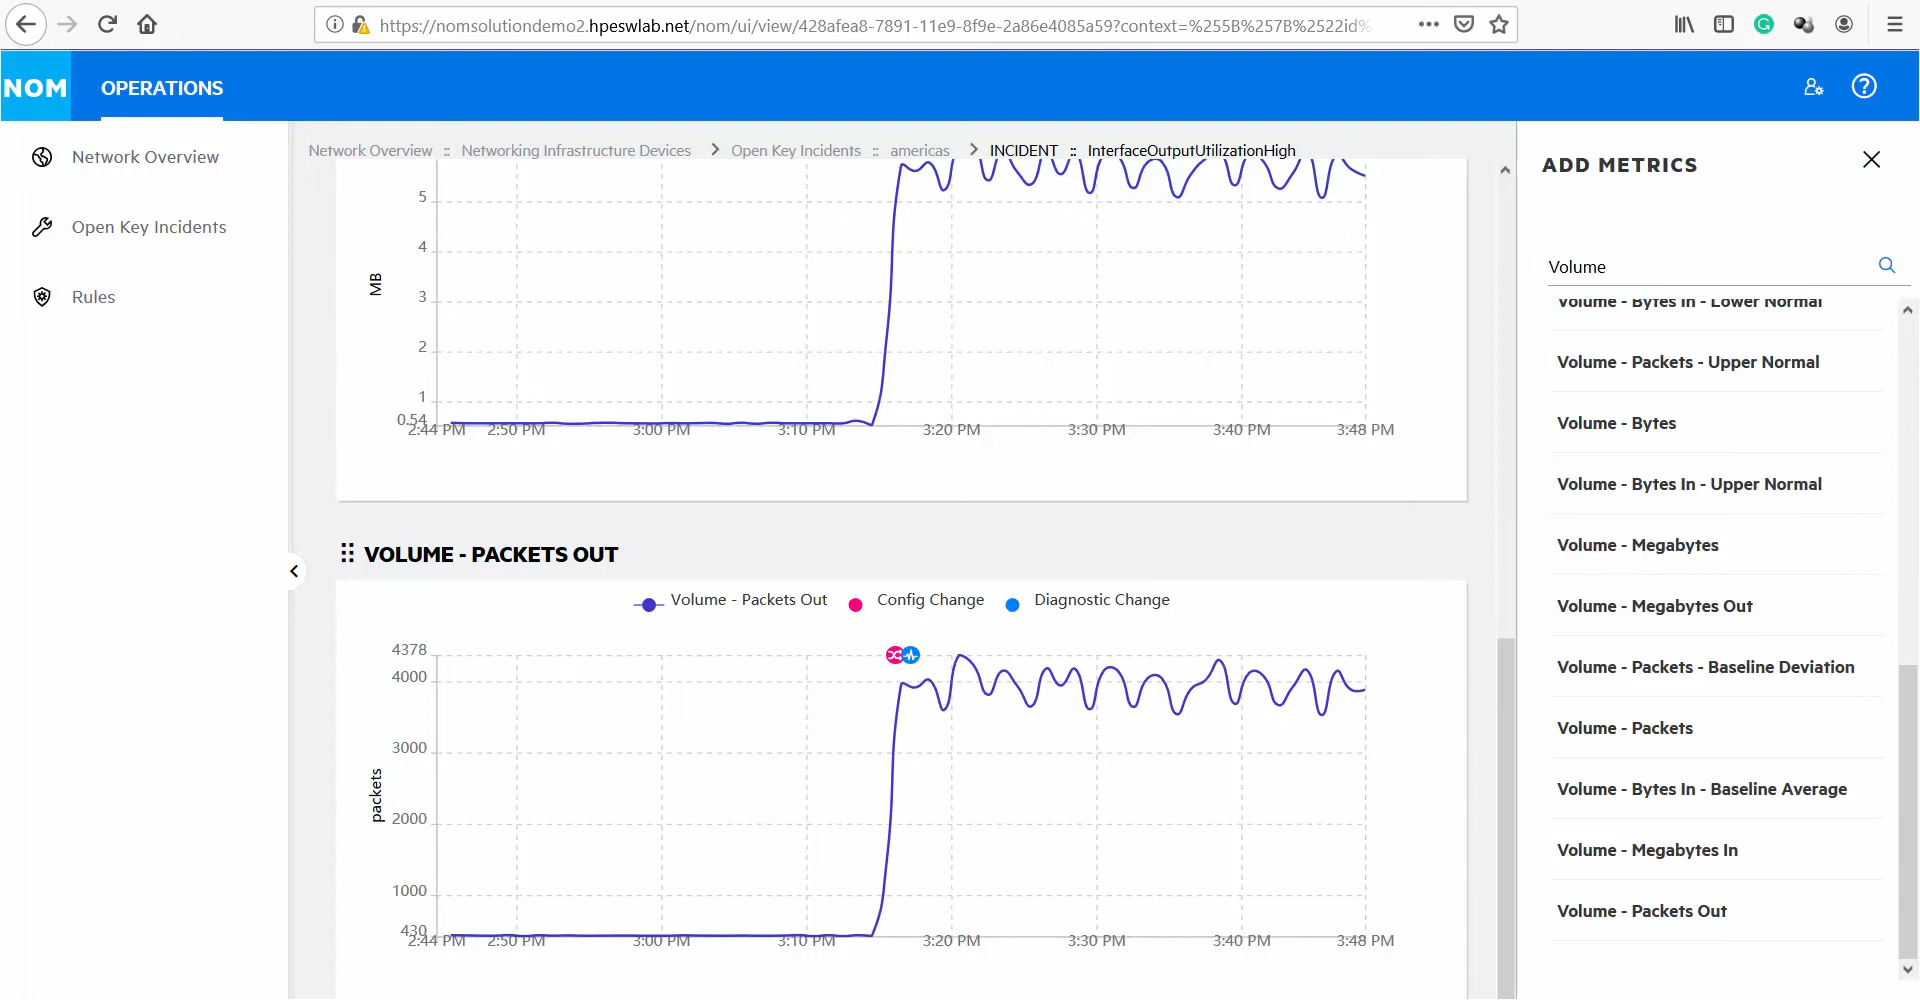 https://nomsolutiondemo2.hpeswlab.net/nom/ui/view/428afea8-7891-11e9-8f9e-2a86e4085a59?context=%255B%257B%2522id%
NOM
OPERATIONS
Network Overview
Open Key Incidents
Rules
Network Overview :: Networking Infrastructure Devices > Open Key Incidents :: americas > INCIDENT :: InterfaceOutputUtilizationHigh
5
4
3
2
1
0.54
MB
2:44 PM 2:50 PM 3:00 PM 3:10 PM 3:20 PM 3:30 PM 3:40 PM 3:48 PM
VOLUME - PACKETS OUT
Volume - Packets Out Config Change Diagnostic Change
4378
4000
3000
2000
1000
430
packets
2:44 PM 2:50 PM 3:00 PM 3:10 PM 3:20 PM 3:30 PM 3:40 PM 3:48 PM
ADD METRICS
Volume
Volume - Bytes In - Lower Normal
Volume - Packets - Upper Normal
Volume - Bytes
Volume - Bytes In - Upper Normal
Volume - Megabytes
Volume - Megabytes Out
Volume - Packets - Baseline Deviation
Volume - Packets
Volume - Bytes In - Baseline Average
Volume - Megabytes In
Volume - Packets Out